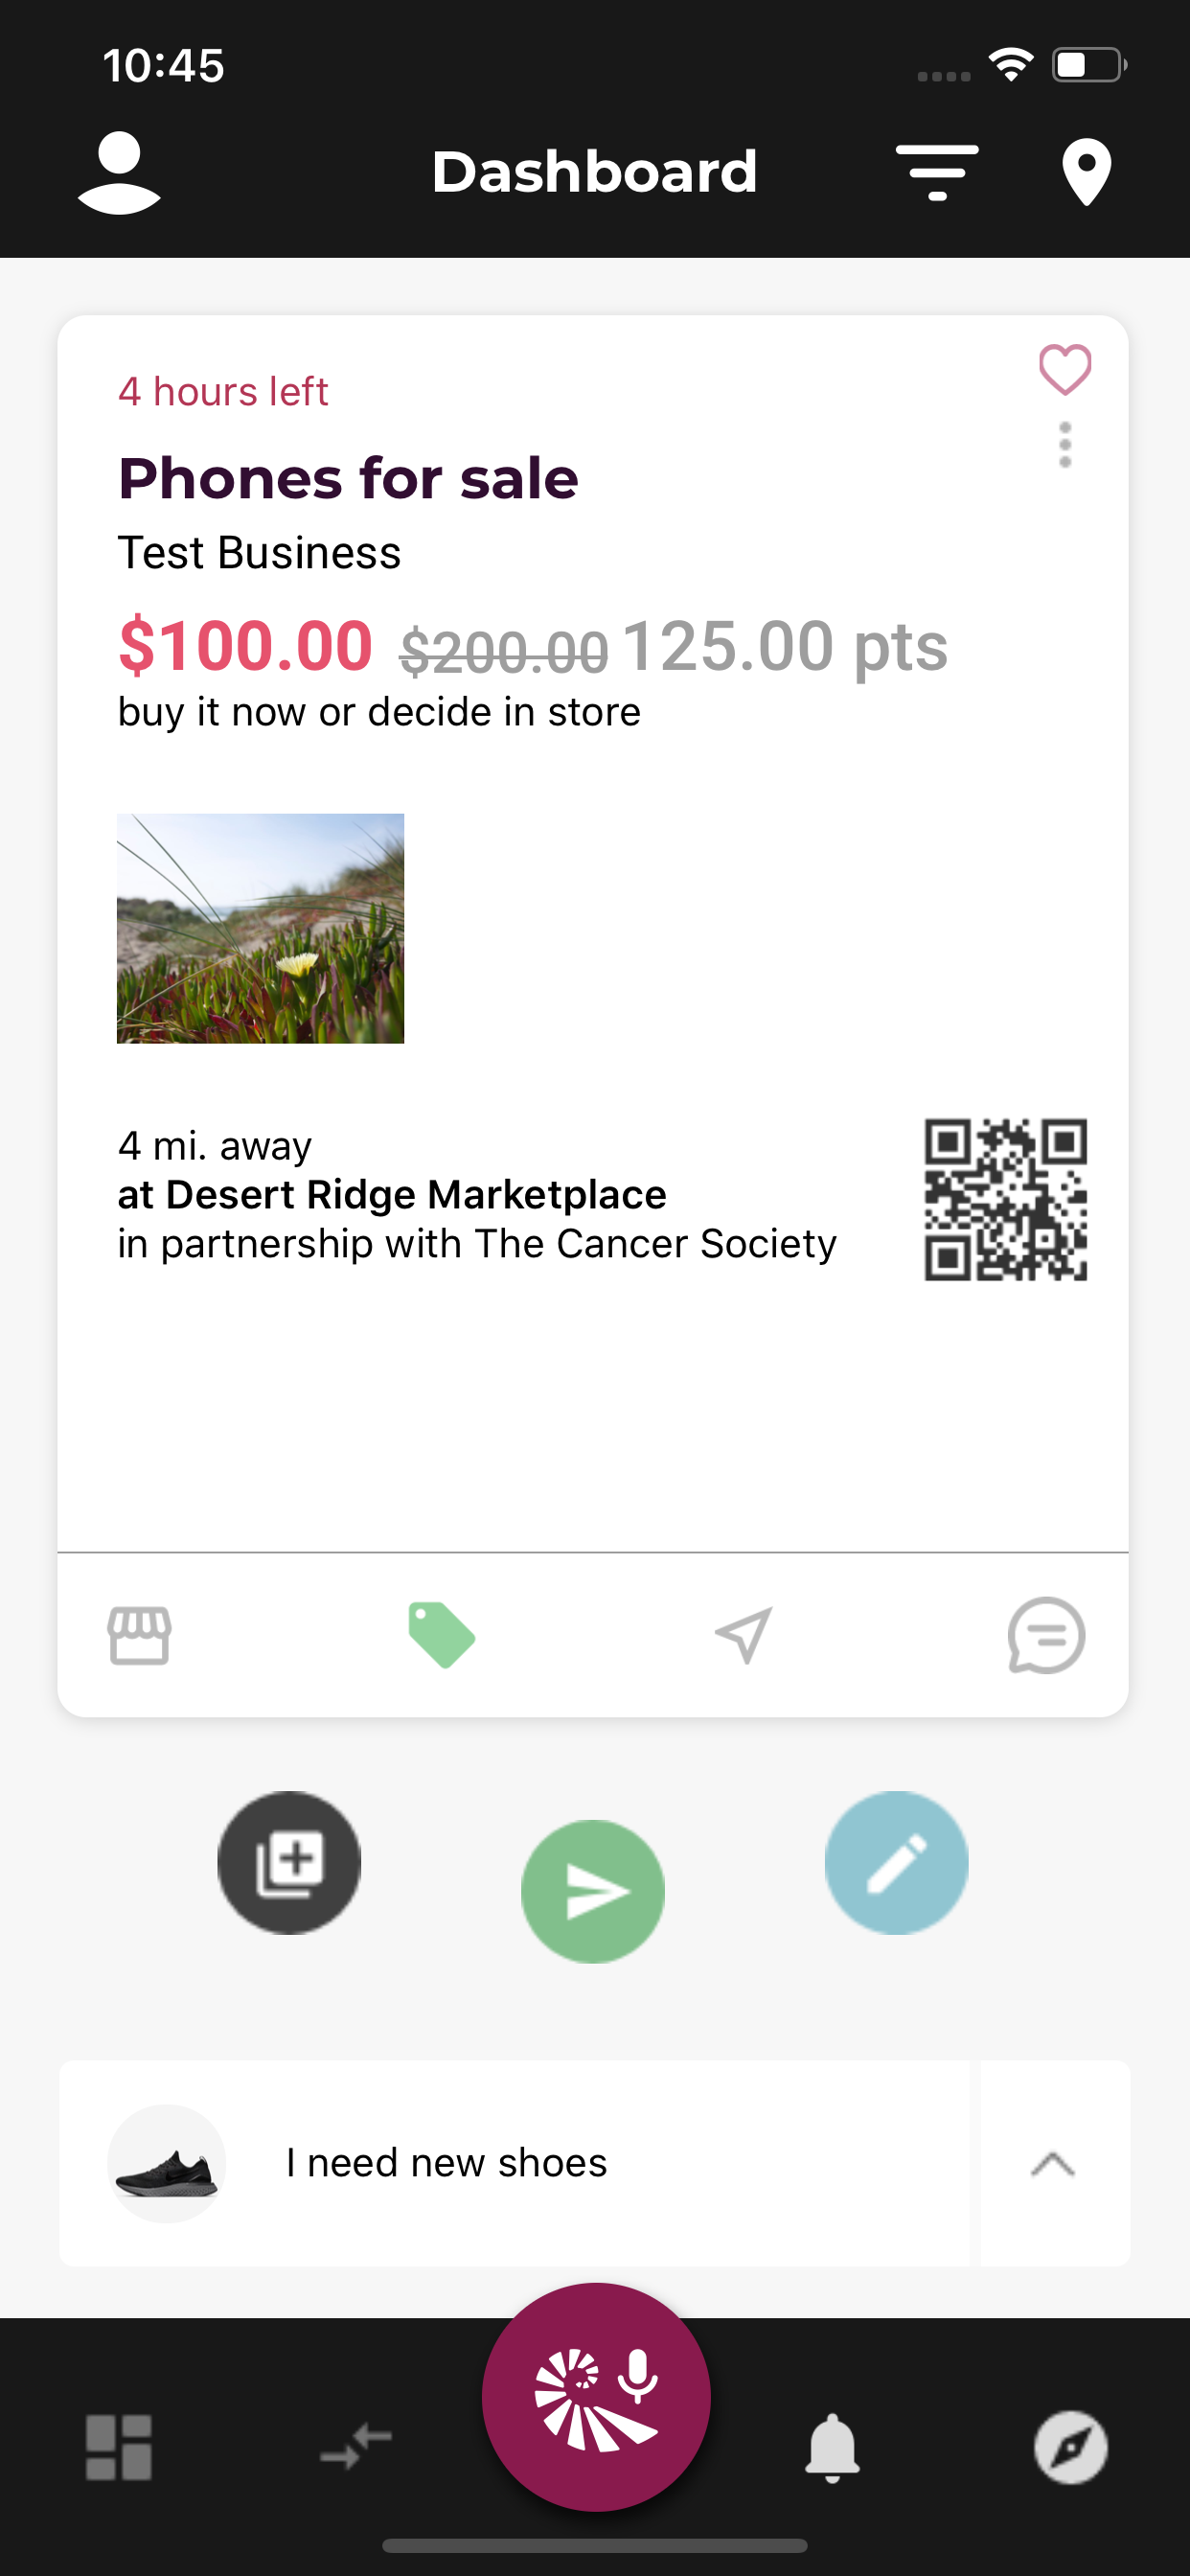 10:45
Dashboard
4 hours left
Phones for sale
Test Business
$100.00 $200.00 125.00 pts
buy it now or decide in store
4 mi. away
at Desert Ridge Marketplace
in partnership with The Cancer Society
I need new shoes